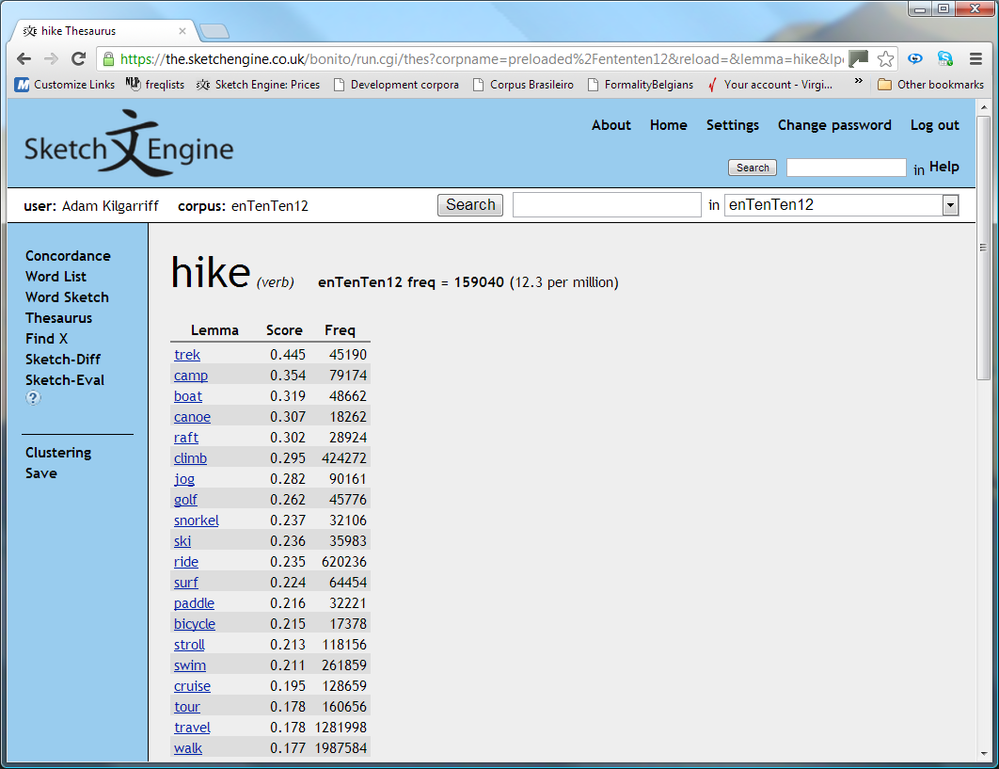 hike Thesaurus
https://the.sketchengine.co.uk/bonito/run.cgi/thes?corpname=preloaded%2Fententen12&reload=&lemma=hike&lpo
Customize Links freqlists Sketch Engine: Prices Development corpora Corpus Brasileiro FormalityBelgians Your account - Virgi... » Other bookmarks
About Home Settings Change password Log out
Sketch 文 Engine
Search in Help
user: Adam Kilgarriff corpus: enTenTen12 Search in enTenTen12
Concordance
Word List
Word Sketch
Thesaurus
Find X
Sketch-Diff
Sketch-Eval
?
Clustering
Save
hike (verb) enTenTen12 freq = 159040 (12.3 per million)
Lemma Score Freq
trek 0.445 45190
camp 0.354 79174
boat 0.319 48662
canoe 0.307 18262
raft 0.302 28924
climb 0.295 424272
jog 0.282 90161
golf 0.262 45776
snorkel 0.237 32106
ski 0.236 35983
ride 0.235 620236
surf 0.224 64454
paddle 0.216 32221
bicycle 0.215 17378
stroll 0.213 118156
swim 0.211 261859
cruise 0.195 128659
tour 0.178 160656
travel 0.178 1281998
walk 0.177 1987584